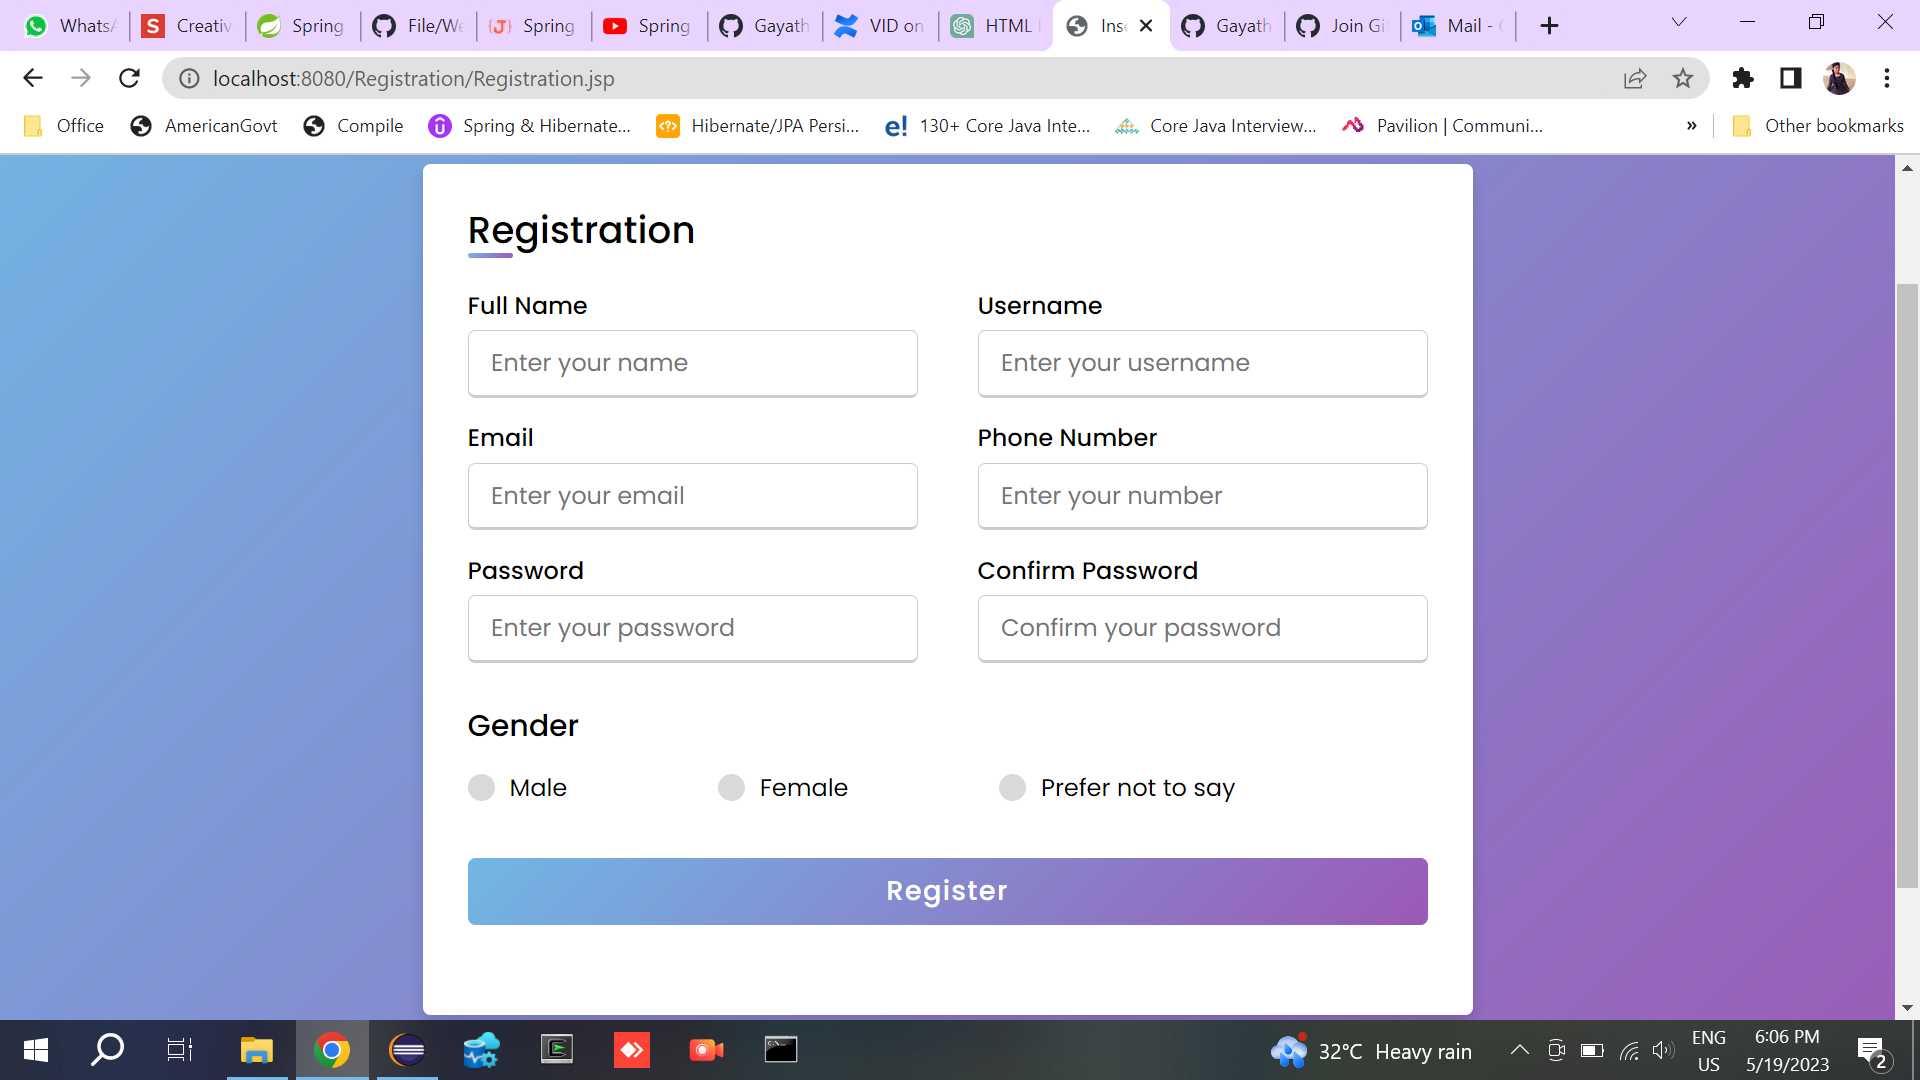 WhatsA Creativ Spring File/We Spring Spring Gayath VID on HTML Inse Gayath Join Gi Mail -
localhost:8080/Registration/Registration.jsp
Office AmericanGovt Compile Spring & Hibernate... Hibernate/JPA Persi... 130+ Core Java Inte... Core Java Interview... Pavilion | Communi... » Other bookmarks
Registration
Full Name Username
Enter your name Enter your username
Email Phone Number
Enter your email Enter your number
Password Confirm Password
Enter your password Confirm your password
Gender
Male Female Prefer not to say
Register
32°C Heavy rain
ENG
US
6:06 PM
5/19/2023
2